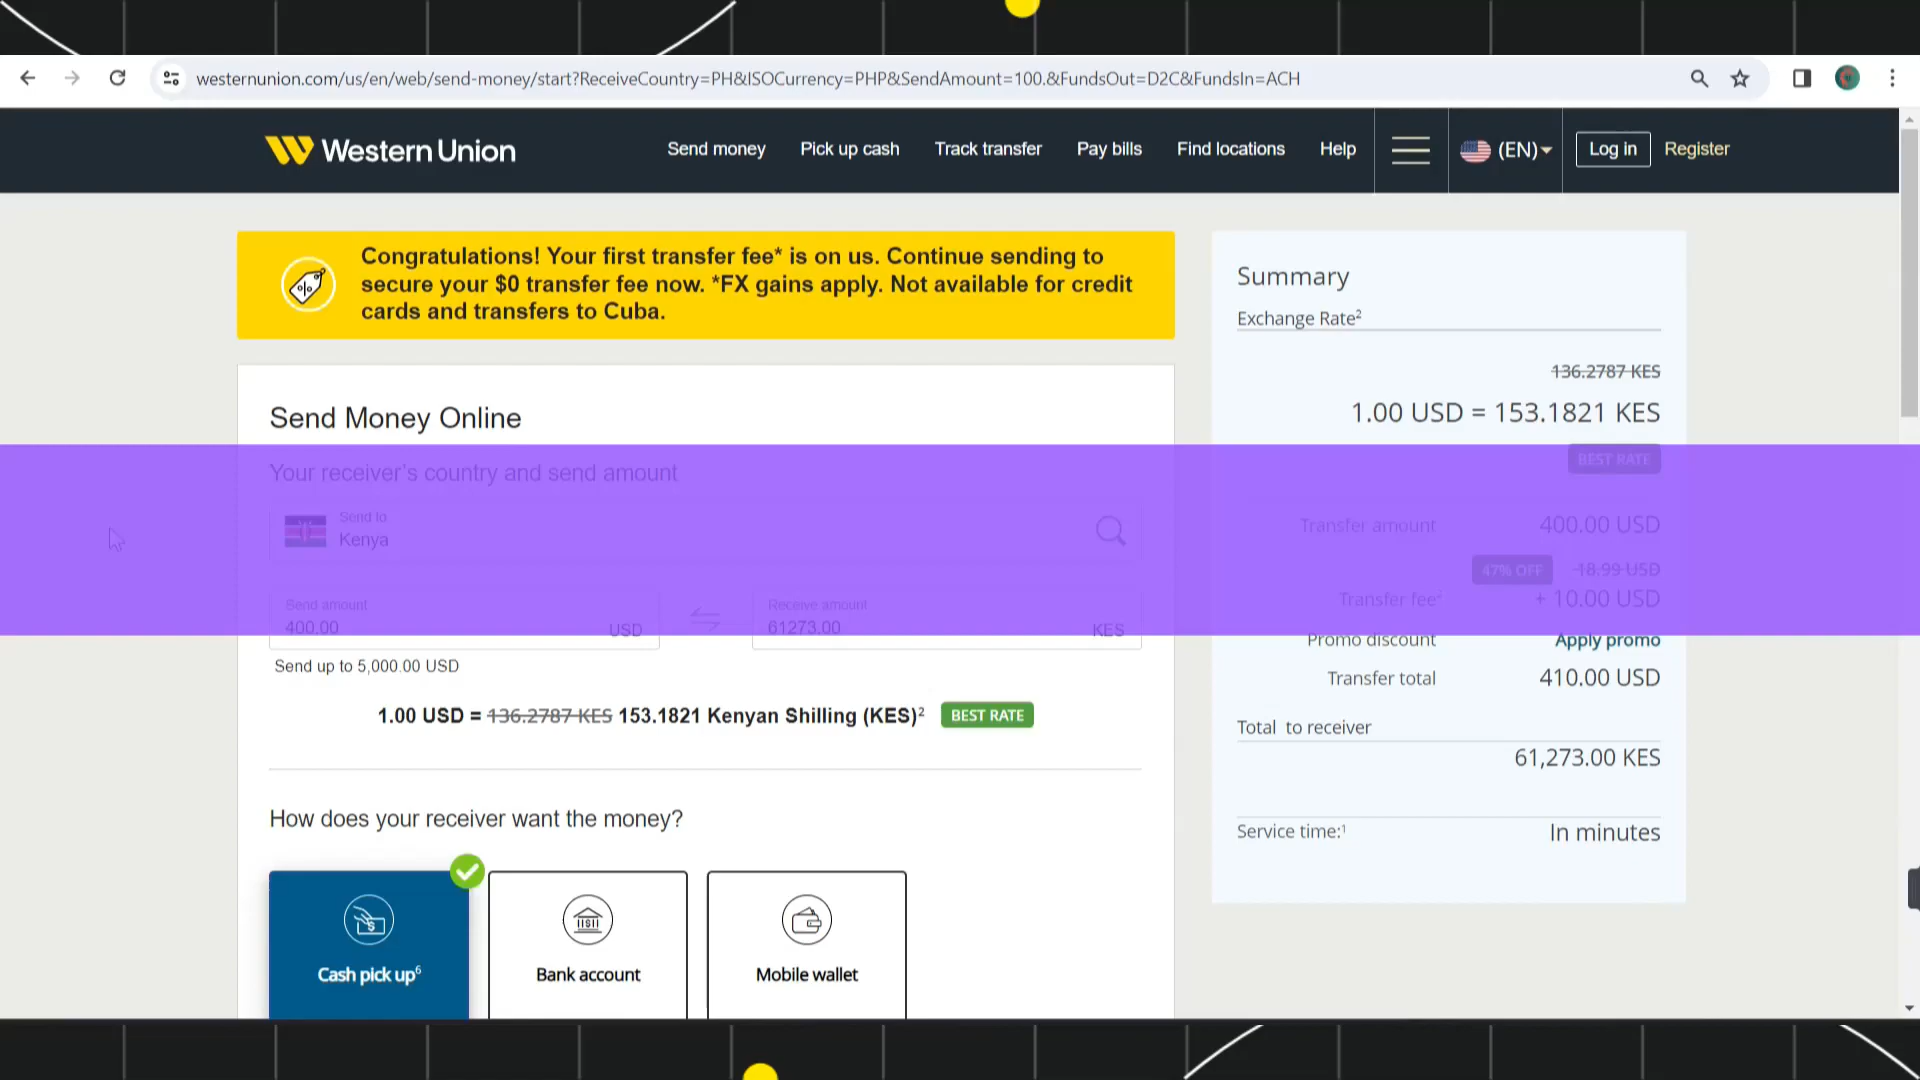 westernunion.com/us/en/web/send-money/start?ReceiveCountry=PH&ISOCurrency=PHP&SendAmount=100.&FundsOut=D2C&FundsIn=ACH
Western Union
Send money
Pick up cash
Track transfer
Pay bills
Find locations
Help
(EN)
Log in
Register
Congratulations! Your first transfer fee* is on us. Continue sending to
secure your $0 transfer fee now. *FX gains apply. Not available for credit
cards and transfers to Cuba.
Send Money Online
Your receiver's country and send amount
Send to
Kenya
Send amount
400.00
USD
Receive amount
61273.00
KES
Send up to 5,000.00 USD
1.00 USD = 136.2787 KES 153.1821 Kenyan Shilling (KES)²
BEST RATE
How does your receiver want the money?
Cash pick up⁶
Bank account
Mobile wallet
Summary
Exchange Rate²
136.2787 KES
1.00 USD = 153.1821 KES
BEST RATE
Transfer amount
400.00 USD
47% OFF
18.99 USD
Transfer fee²
+ 10.00 USD
Promo discount
Apply promo
Transfer total
410.00 USD
Total to receiver
61,273.00 KES
Service time:¹
In minutes